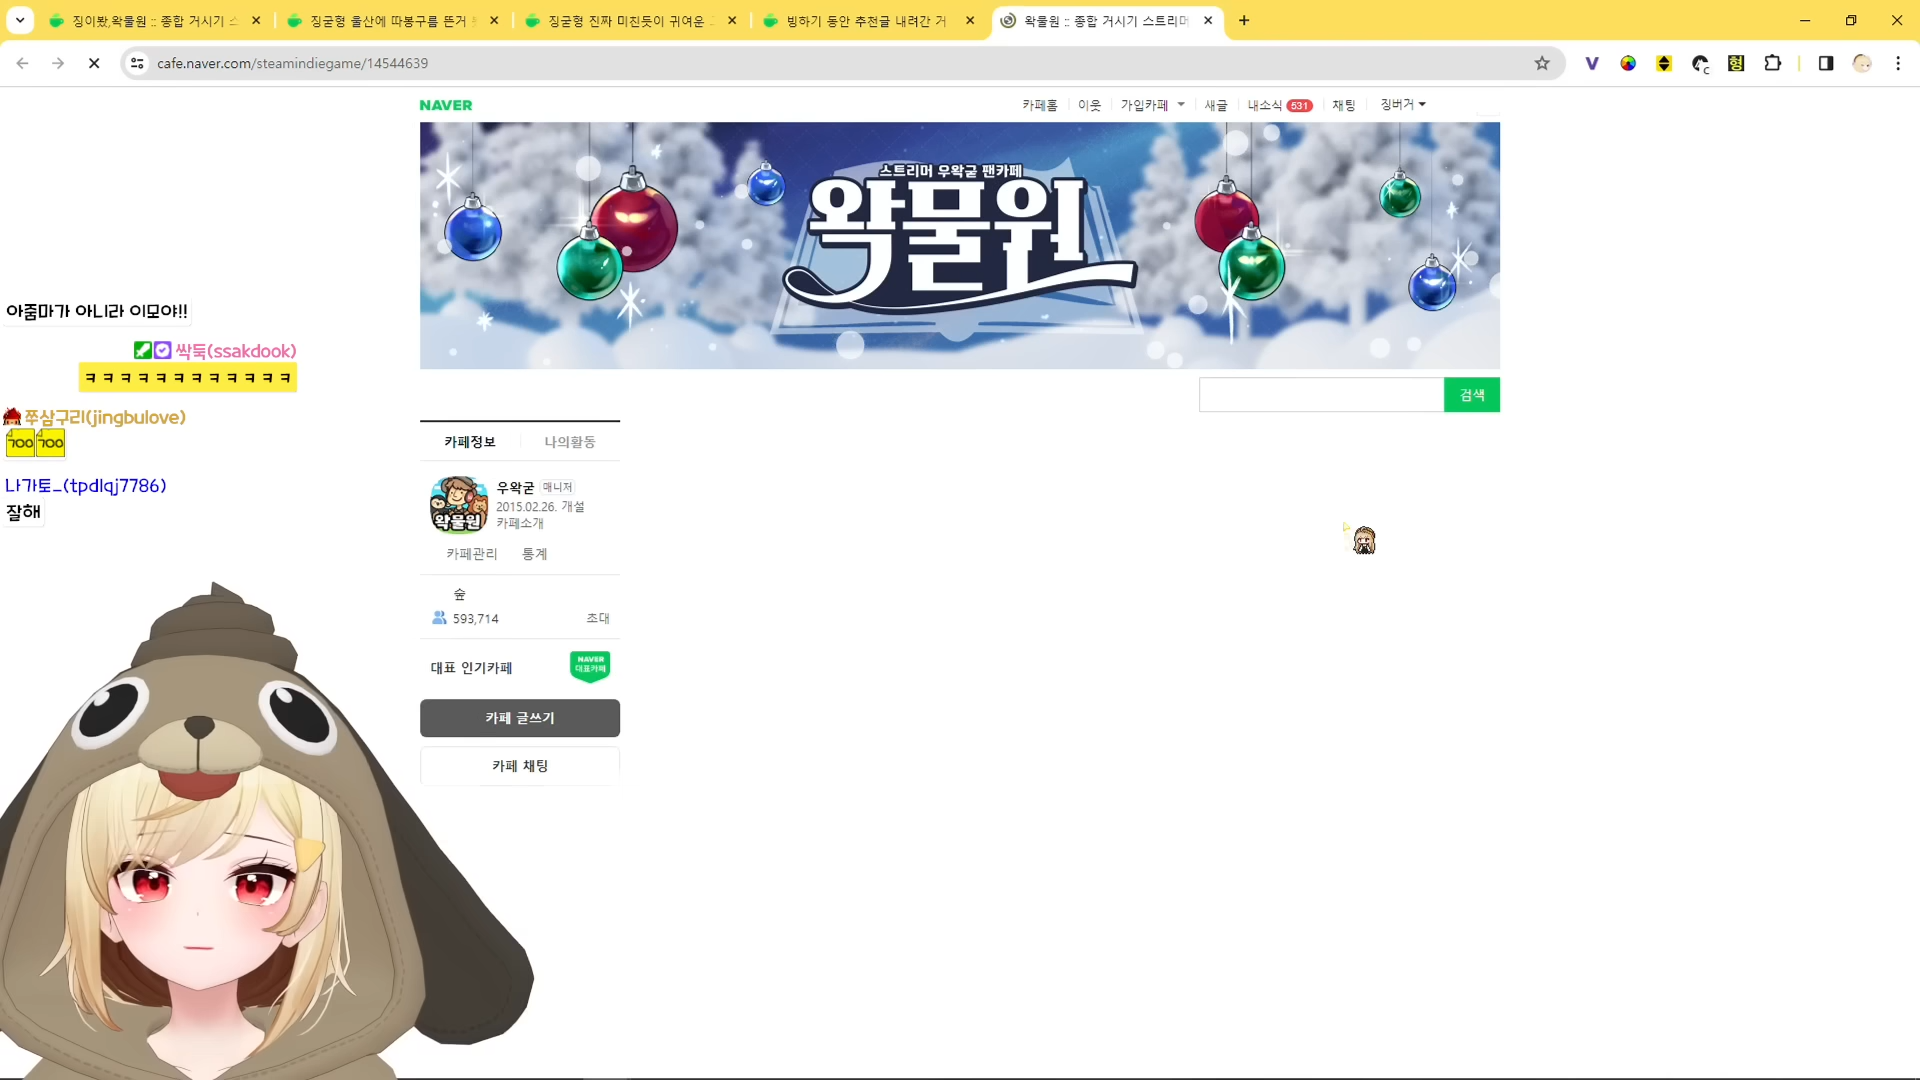 징이봤,왁물원 :: 종합 거시기 스
징굳형 울산에 따봉구를 뜬거
징굳형 진짜 미친듯이 귀여운
빙하기 동안 추천글 내려간 거
왁물원 :: 종합 거시기 스트리머
cafe.naver.com/steamindiegame/14544639
NAVER
카페홈
이웃
가입카페
새글
내소식 531
채팅
징버거
스트리머 우왁굳 팬카페
왁물원
검색
아줌마가 아니라 이모야!!
싹둑(ssakdook)
ㅋㅋㅋㅋㅋㅋㅋㅋㅋㅋㅋㅋ
쭈삼구리(jingbulove)
나가토_(tpdlqj7786)
잘해
카페정보
나의활동
왁물원
우왁굳 매니저
2015.02.26. 개설
카페소개
카페관리
통계
숲
593,714
초대
대표 인기카페
NAVER
대표카페
카페 글쓰기
카페 채팅